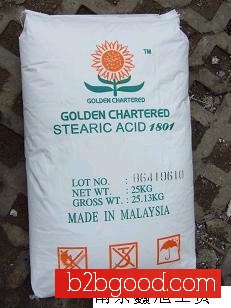 TM
GOLDEN CHARTERED
GOLDEN CHARTERED
STEARIC ACID 1801
LOT NO. : 06419610
NET WT. : 25KG
GROSS WT. : 25.13KG
MADE IN MALAYSIA
b2bgood.com